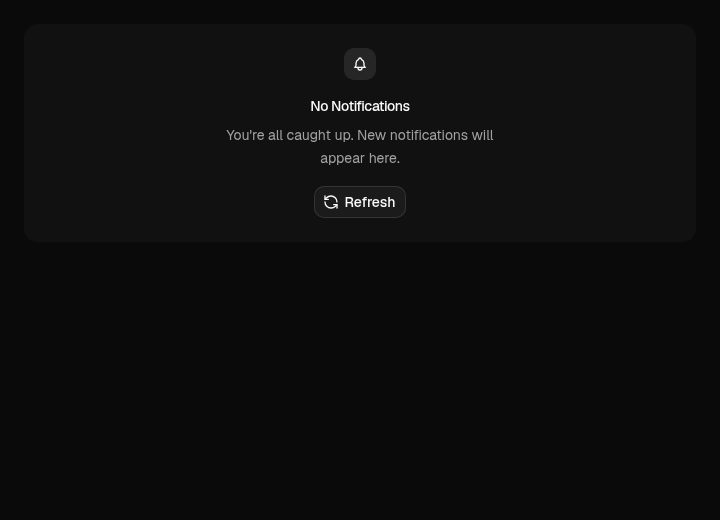 No Notifications
You're all caught up. New notifications will
appear here.
Refresh